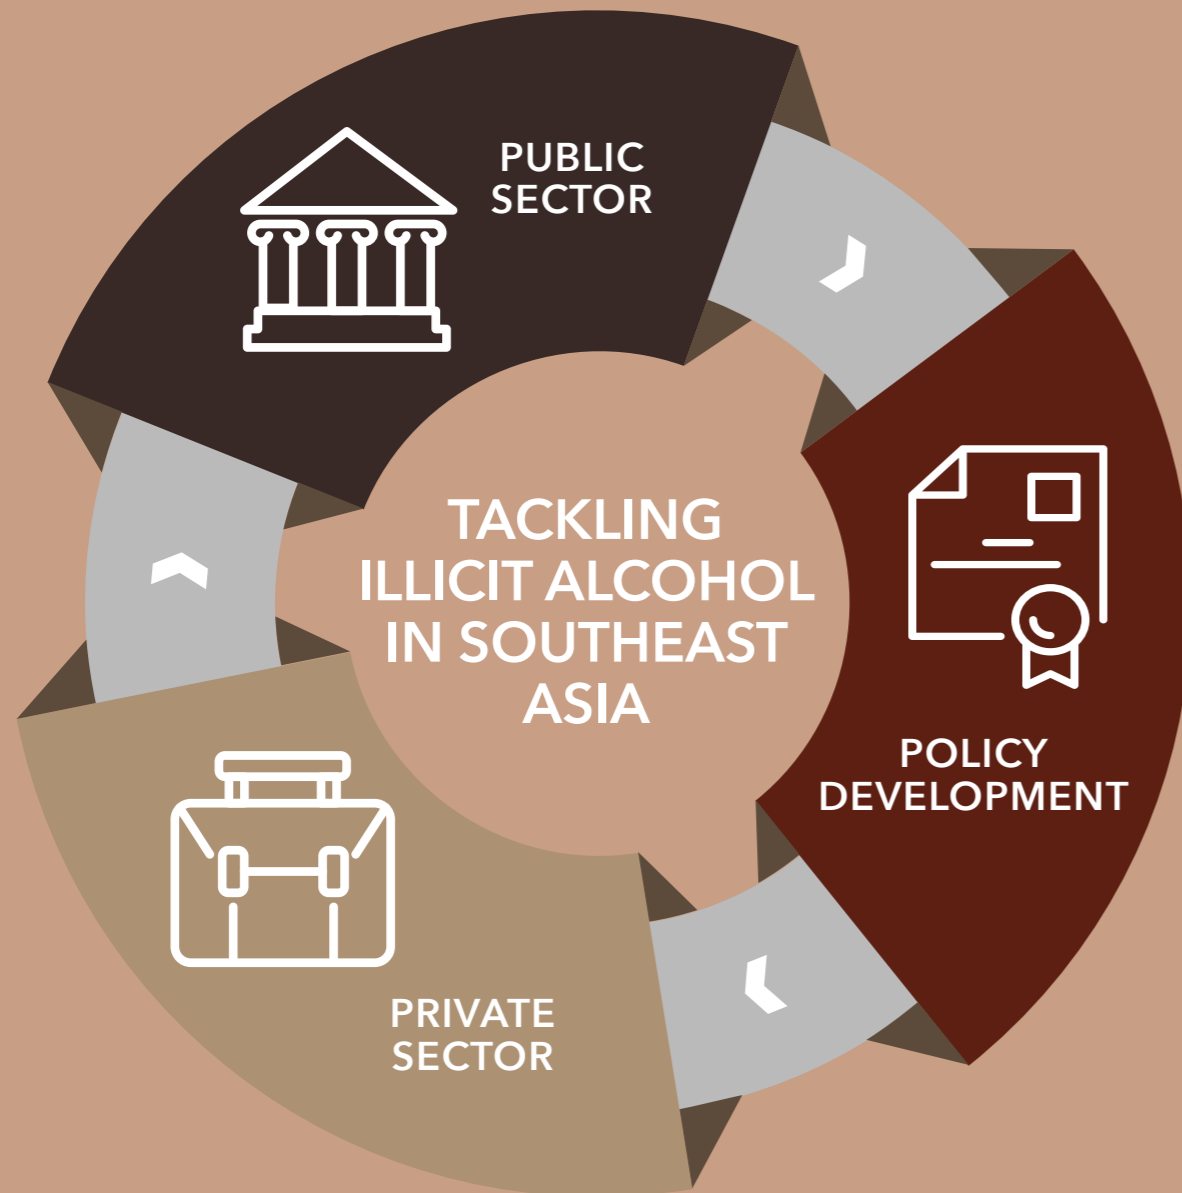 PUBLIC
SECTOR
TACKLING
ILLICIT ALCOHOL
IN SOUTHEAST
ASIA
POLICY
DEVELOPMENT
PRIVATE
SECTOR